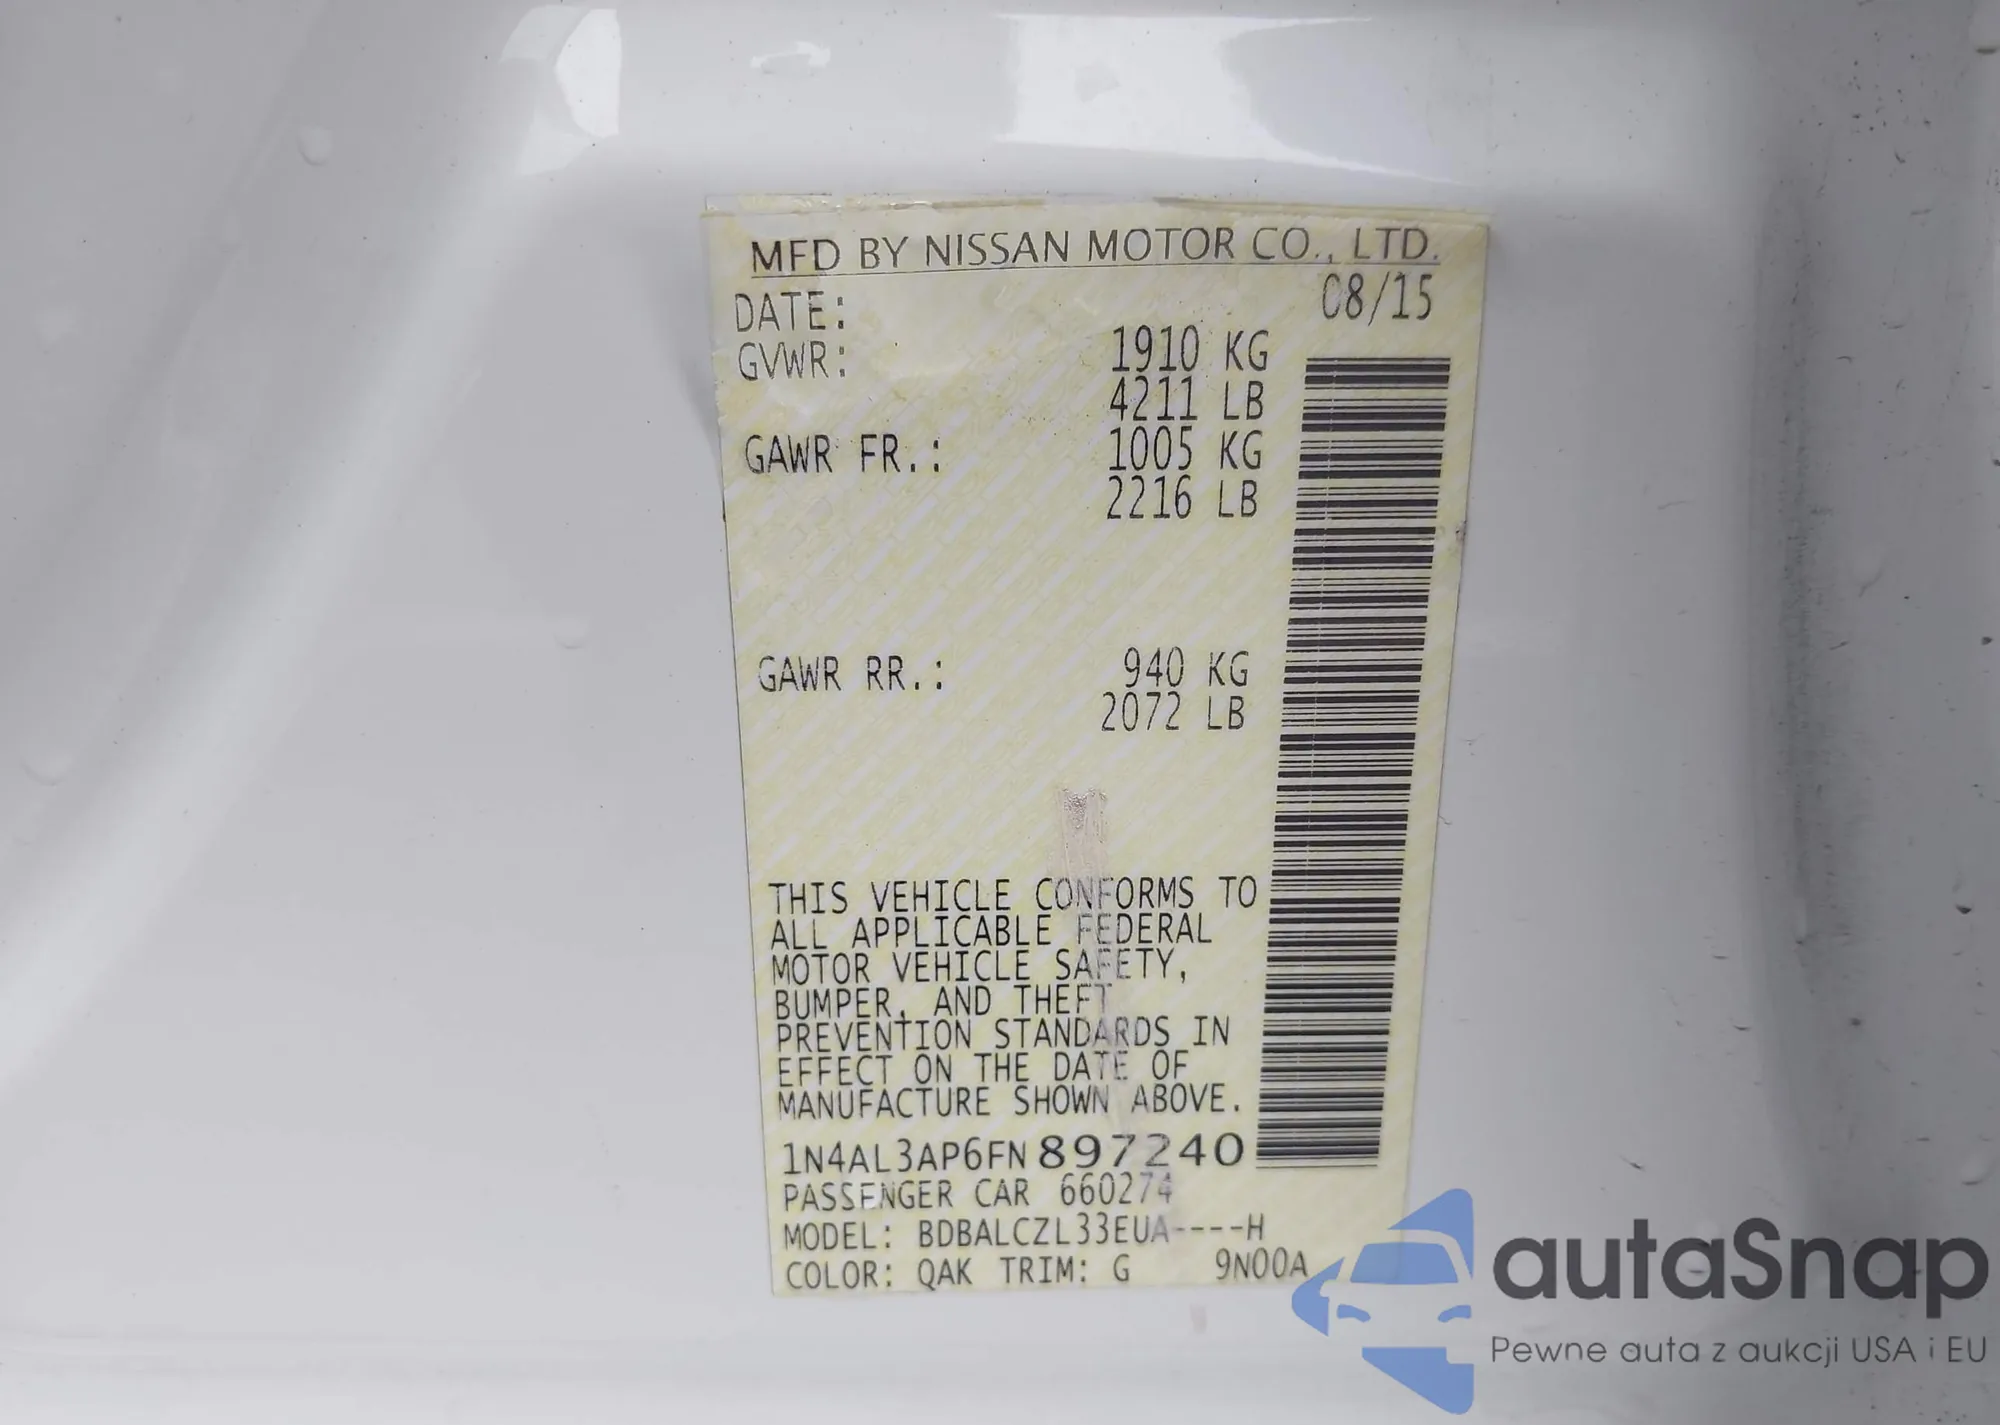 MFD BY NISSAN MOTOR CO., LTD.
DATE: 08/15
GVWR: 1910 KG
4211 LB
GAWR FR.: 1005 KG
2216 LB
GAWR RR.: 940 KG
2072 LB
THIS VEHICLE CONFORMS TO
ALL APPLICABLE FEDERAL
MOTOR VEHICLE SAFETY,
BUMPER, AND THEFT
PREVENTION STANDARDS IN
EFFECT ON THE DATE OF
MANUFACTURE SHOWN ABOVE.
1N4AL3AP6FN897240
PASSENGER CAR 660274
MODEL: BDBALCZL33EUA----H
COLOR: QAK TRIM: G 9N00A
autaSnap
Pewne auta z aukcji USA i EU